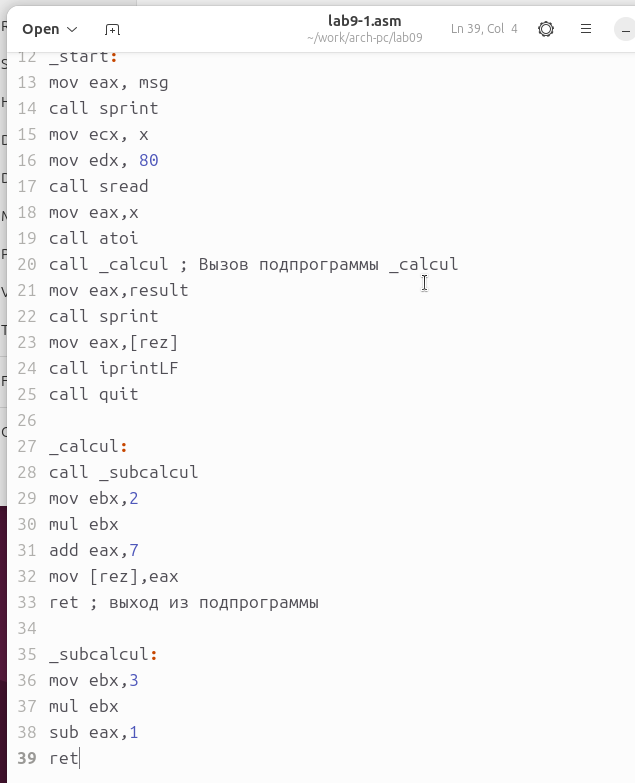 Open
lab9-1.asm
~/work/arch-pc/lab09
Ln 39, Col 4
12 _start:
13 mov eax, msg
14 call sprint
15 mov ecx, x
16 mov edx, 80
17 call sread
18 mov eax,x
19 call atoi
20 call _calcul ; Вызов подпрограммы _calcul
21 mov eax,result
22 call sprint
23 mov eax,[rez]
24 call iprintLF
25 call quit
26
27 _calcul:
28 call _subcalcul
29 mov ebx,2
30 mul ebx
31 add eax,7
32 mov [rez],eax
33 ret ; выход из подпрограммы
34
35 _subcalcul:
36 mov ebx,3
37 mul ebx
38 sub eax,1
39 ret